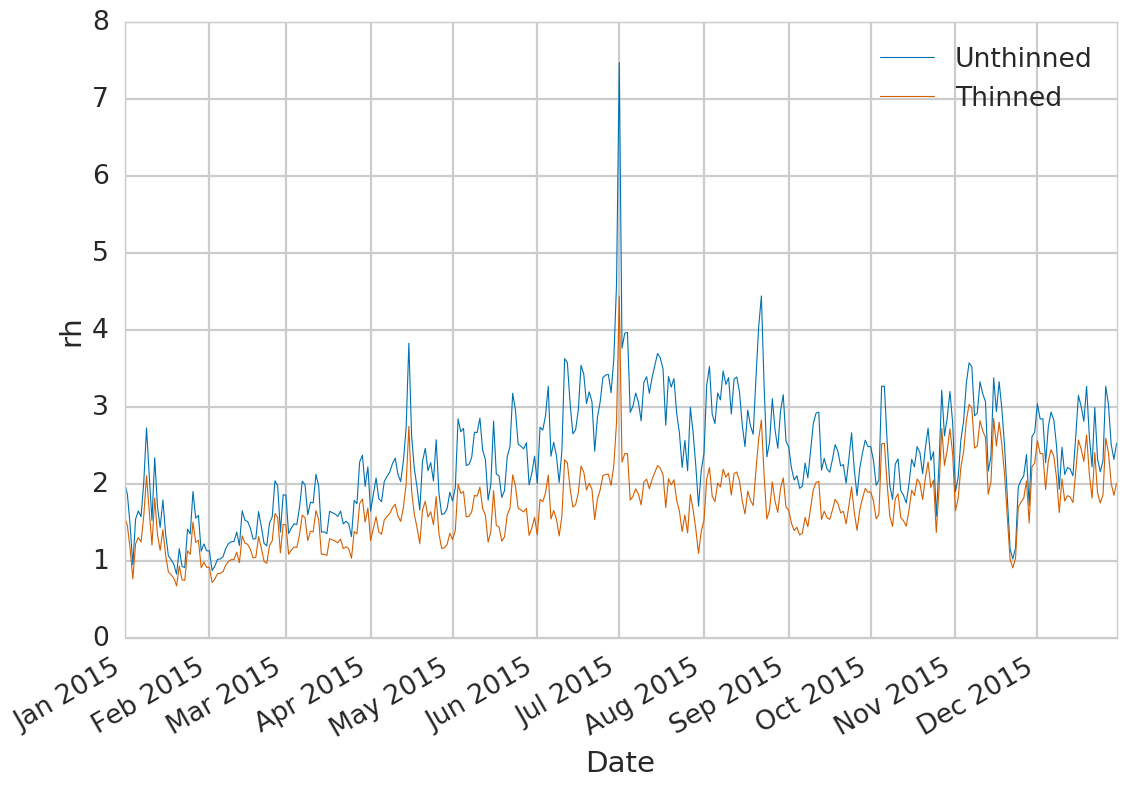 8
7
6
5
4
3
2
1
0
rh
Unthinned
Thinned
Jan 2015
Feb 2015
Mar 2015
Apr 2015
May 2015
Jun 2015
Jul 2015
Aug 2015
Sep 2015
Oct 2015
Nov 2015
Dec 2015
Date